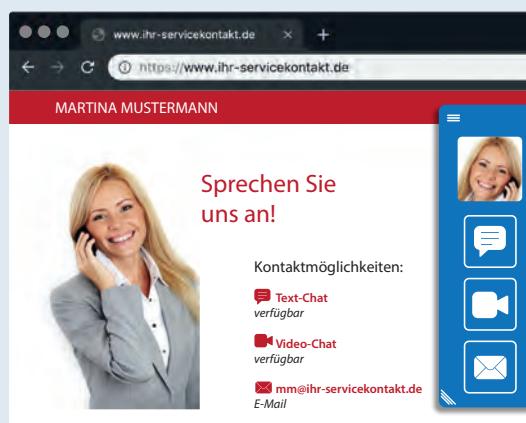 www.ihr-servicekontakt.de
https://www.ihr-servicekontakt.de
MARTINA MUSTERMANN
Sprechen Sie
uns an!
Kontaktmöglichkeiten:
Text-Chat
verfügbar
Video-Chat
verfügbar
mm@ihr-servicekontakt.de
E-Mail